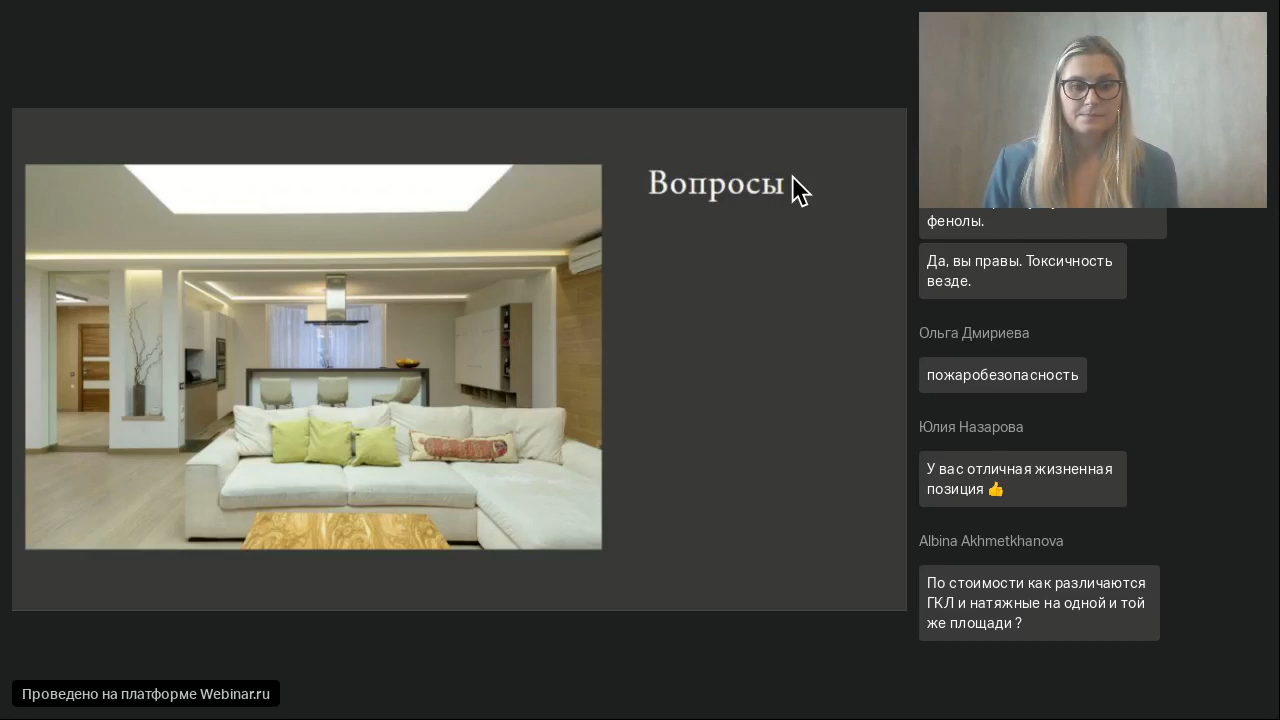 Вопросы
фенолы.
Да, вы правы. Токсичность
везде.
Ольга Дмириева
пожаробезопасность
Юлия Назарова
У вас отличная жизненная
позиция 👍
Albina Akhmetkhanova
По стоимости как различаются
ГКЛ и натяжные на одной и той
же площади ?
Проведено на платформе Webinar.ru